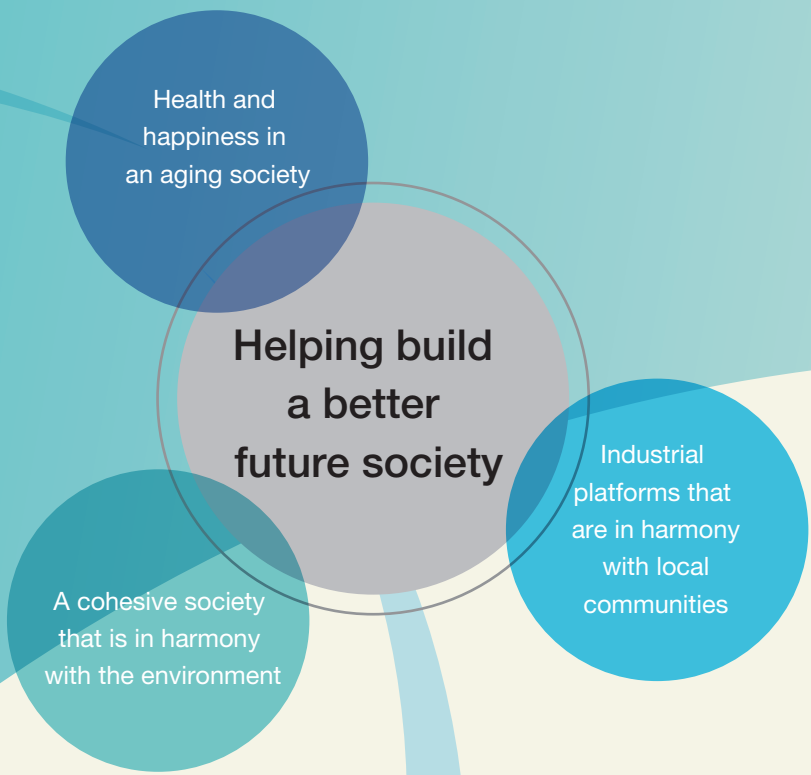 Health and
happiness in
an aging society
Helping build
a better
future society
Industrial
platforms that
are in harmony
with local
communities
A cohesive society
that is in harmony
with the environment